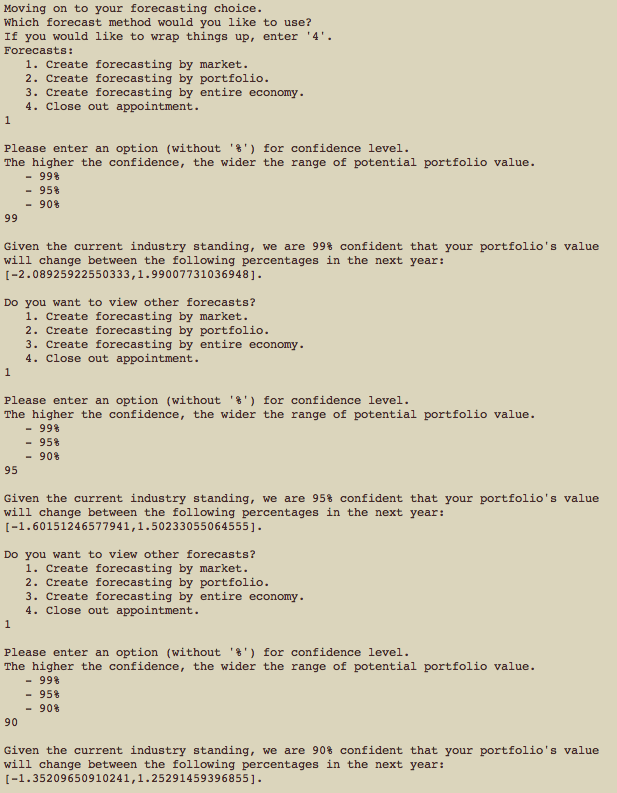 Moving on to your forecasting choice.
Which forecast method would you like to use?
If you would like to wrap things up, enter '4'.
Forecasts:
1. Create forecasting by market.
2. Create forecasting by portfolio.
3. Create forecasting by entire economy.
4. Close out appointment.
1
Please enter an option (without '%') for confidence level.
The higher the confidence, the wider the range of potential portfolio value.
- 99%
- 95%
- 90%
99
Given the current industry standing, we are 99% confident that your portfolio's value
will change between the following percentages in the next year:
[-2.08925922550333,1.99007731036948].
Do you want to view other forecasts?
1. Create forecasting by market.
2. Create forecasting by portfolio.
3. Create forecasting by entire economy.
4. Close out appointment.
1
Please enter an option (without '%') for confidence level.
The higher the confidence, the wider the range of potential portfolio value.
- 99%
- 95%
- 90%
95
Given the current industry standing, we are 95% confident that your portfolio's value
will change between the following percentages in the next year:
[-1.60151246577941,1.50233055064555].
Do you want to view other forecasts?
1. Create forecasting by market.
2. Create forecasting by portfolio.
3. Create forecasting by entire economy.
4. Close out appointment.
1
Please enter an option (without '%') for confidence level.
The higher the confidence, the wider the range of potential portfolio value.
- 99%
- 95%
- 90%
90
Given the current industry standing, we are 90% confident that your portfolio's value
will change between the following percentages in the next year:
[-1.35209650910241,1.25291459396855].